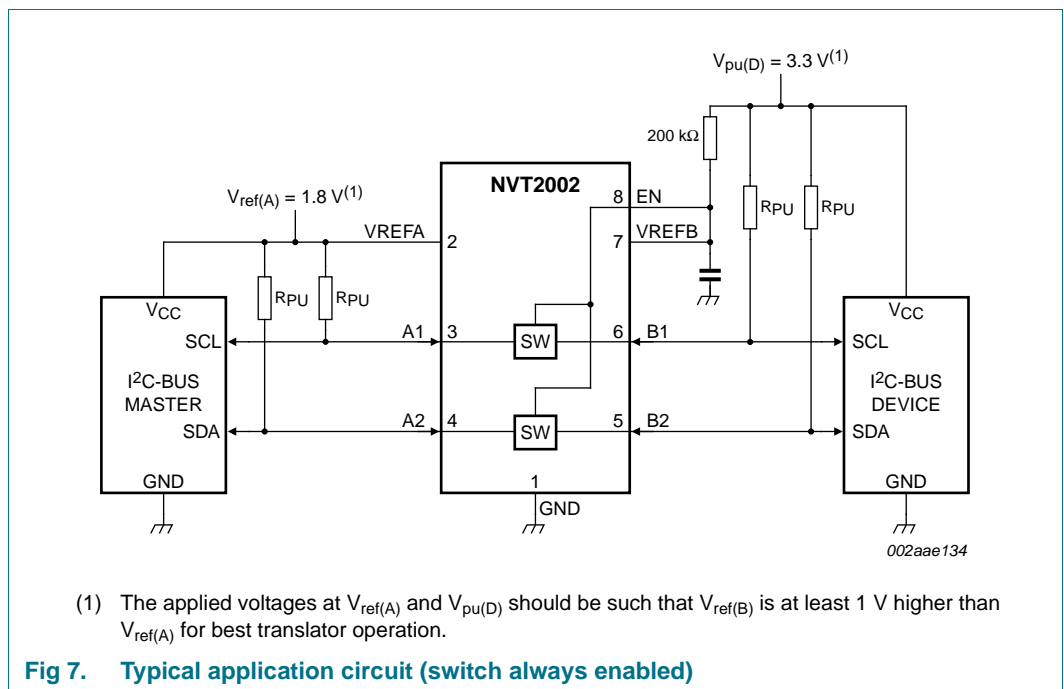 Vpu(D) = 3.3 V(1)
200 kΩ
NVT2002
Vref(A) = 1.8 V(1)
8 EN
RPU RPU
VREFA 2
7 VREFB
RPU RPU
VCC
VCC
SCL A1 3 SW 6 B1 SCL
I2C-BUS
MASTER
I2C-BUS
DEVICE
SDA A2 4 SW 5 B2 SDA
GND
1
GND
GND
002aae134
(1) The applied voltages at Vref(A) and Vpu(D) should be such that Vref(B) is at least 1 V higher than
Vref(A) for best translator operation.
Fig 7. Typical application circuit (switch always enabled)